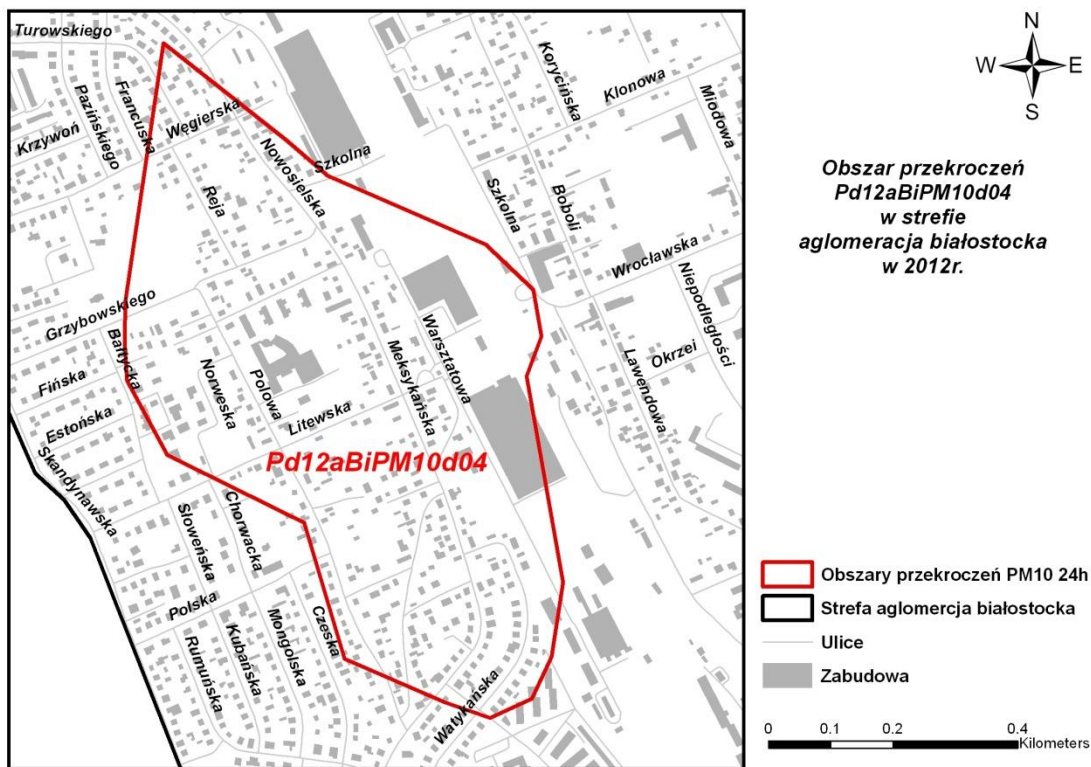 Turowskiego
Pazińskiego
Francuska
Krzywoń
Węgierska
Reja
Nowosielska
Szkolna
Korycińska
Klonowa
Miodowa
Szkolna
Boboli
Wrocławska
Niepodległości
Grzybowskiego
Bałtycka
Fińska
Estońska
Skandynawska
Norweska
Polowa
Litewska
Meksykańska
Warsztatowa
Lawendowa
Okrzei
Pd12aBiPM10d04
Słoweńska
Chorwacka
Polska
Rumuńska
Kubańska
Mongolska
Czeska
Watykańska
N
W E
S
Obszar przekroczeń
Pd12aBiPM10d04
w strefie
aglomeracja białostocka
w 2012r.
Obszary przekroczeń PM10 24h
Strefa aglomercja białostocka
Ulice
Zabudowa
0 0.1 0.2 0.4
Kilometers